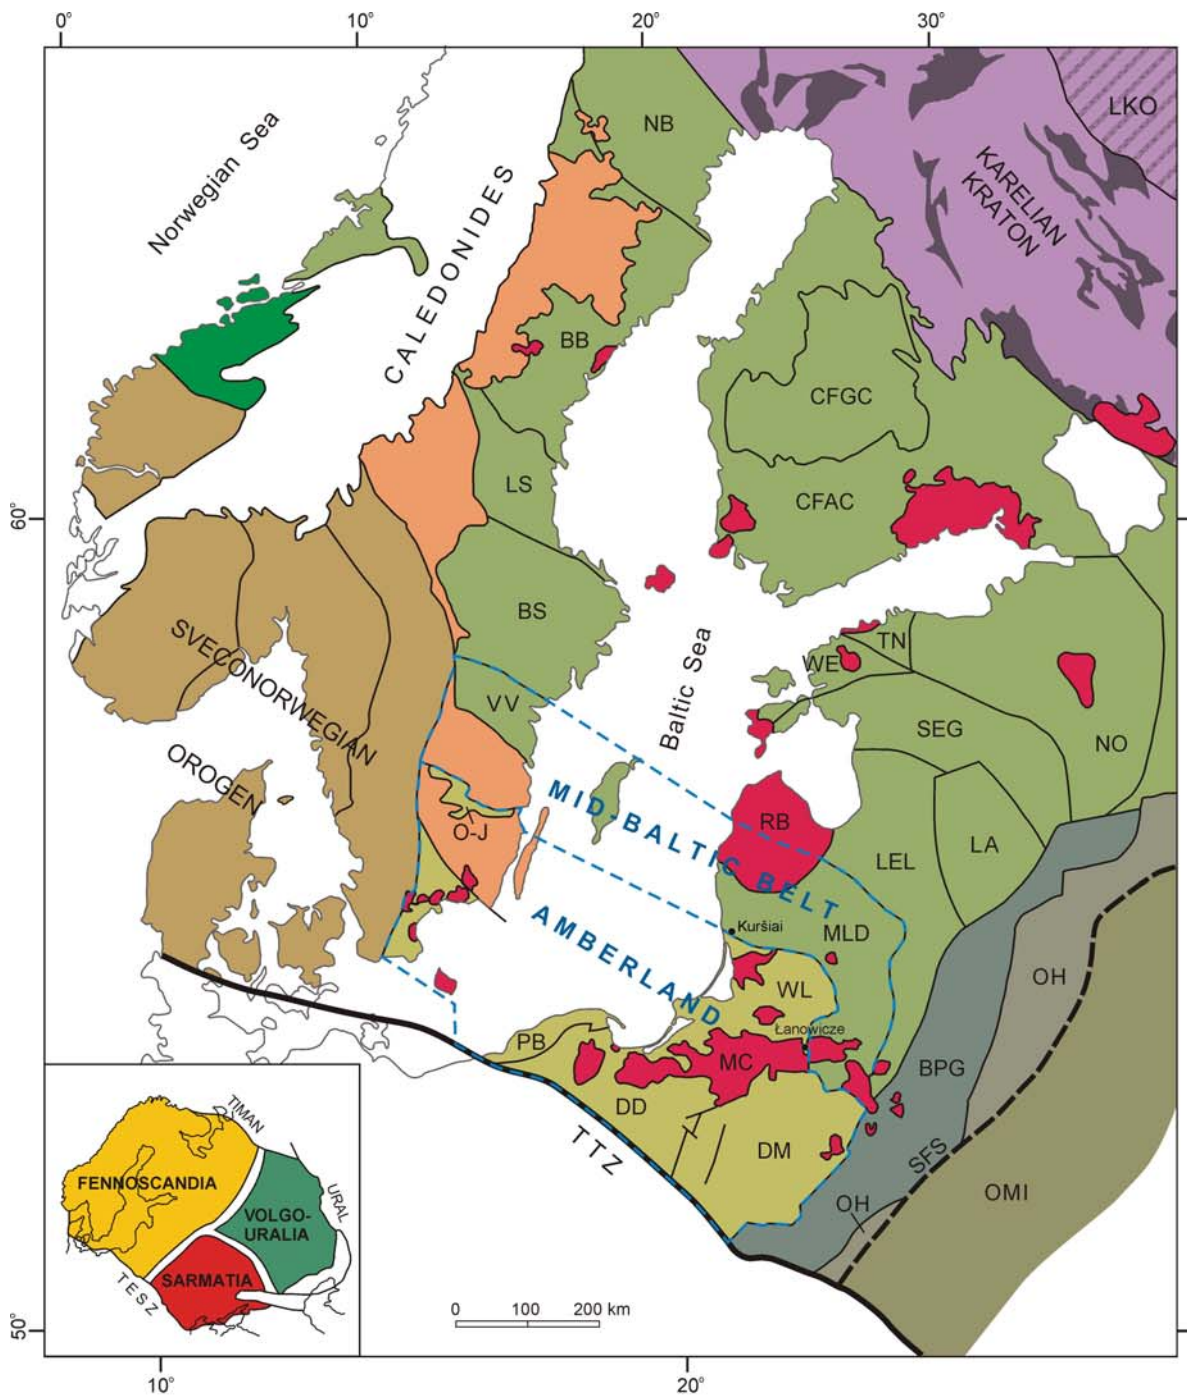 0°
10°
20°
30°
NB
LKO
Norwegian Sea
KARELIAN
KRATON
CALEDONIDES
BB
CFGC
LS
CFAC
60°
BS
SVECONORWEGIAN
OROGEN
TN
WE
Baltic Sea
VV
SEG
NO
MID-BALTIC BELT
RB
O-J
LEL
LA
AMBERLAND
Kuršiai
MLD
WL
OH
Łanowicze
PB
MC
BPG
DD
TTZ
DM
SFS
OH
OMI
TIMAN
FENNOSCANDIA
VOLGO-
URALIA
URAL
SARMATIA
TESZ
0 100 200 km
50°
10°
20°